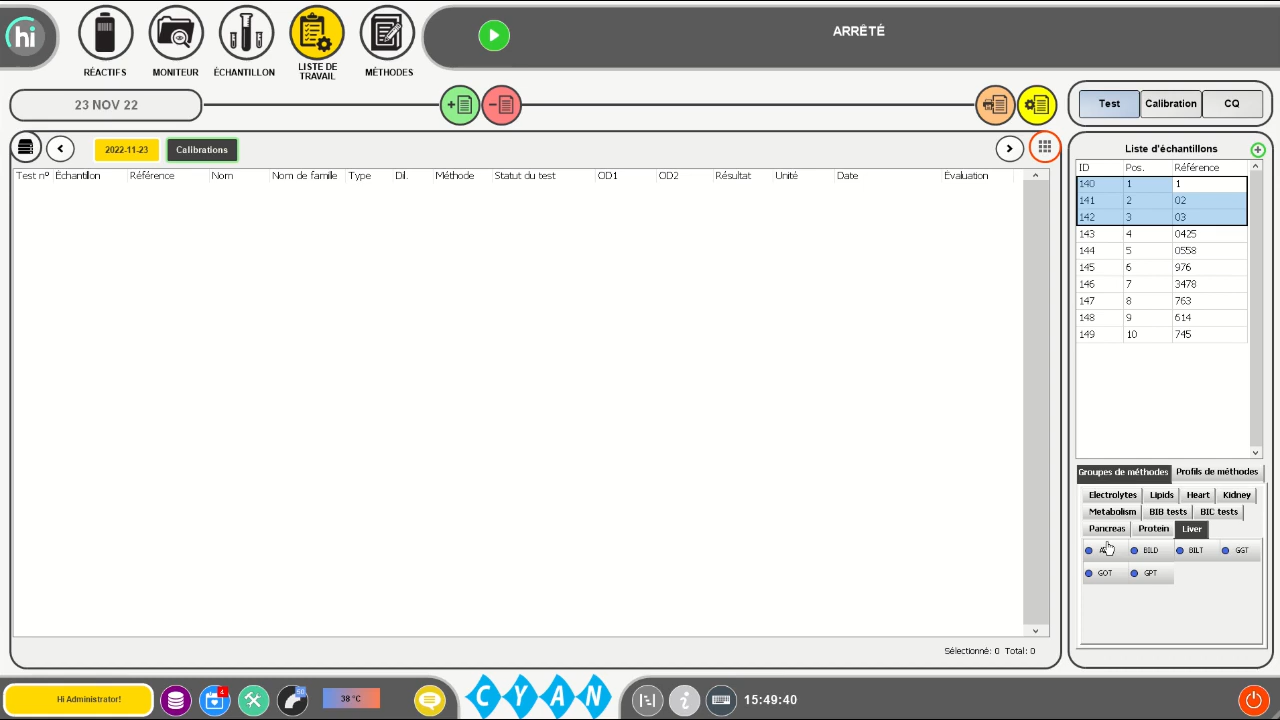 hi
RÉACTIFS
MONITEUR
ÉCHANTILLON
LISTE DE
TRAVAIL
MÉTHODES
ARRÊTÉ
23 NOV 22
Test Calibration CQ
2022-11-23 Calibrations
Test nº Échantillon Référence Nom Nom de famille Type Dil. Méthode Statut du test OD1 OD2 Résultat Unité Date Évaluation
Sélectionné: 0 Total: 0
Liste d'échantillons
ID Pos. Référence
140 1 1
141 2 02
142 3 03
143 4 0425
144 5 0558
145 6 976
146 7 3478
147 8 763
148 9 614
149 10 745
Groupes de méthodes Profils de méthodes
Electrolytes Lipids Heart Kidney
Metabolism BIB tests BIC tests
Pancreas Protein Liver
BILD BILT GGT
GOT GPT
Hi Administrator!
4
50
38 °C
CYAN
15:49:40